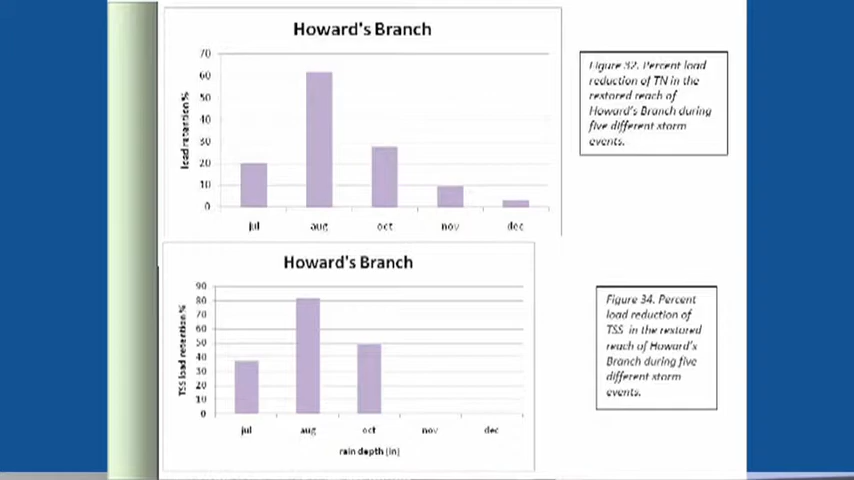 Howard's Branch
70
60
50
40
30
20
10
0
load retention %
jul aug oct nov dec
Figure 32. Percent load
reduction of TN in the
restored reach of
Howard's Branch during
five different storm
events.
Howard's Branch
90
80
70
60
50
40
30
20
10
0
TSS load retention %
jul aug oct nov dec
rain depth (in)
Figure 34. Percent
load reduction of
TSS in the restored
reach of Howard's
Branch during five
different storm
events.